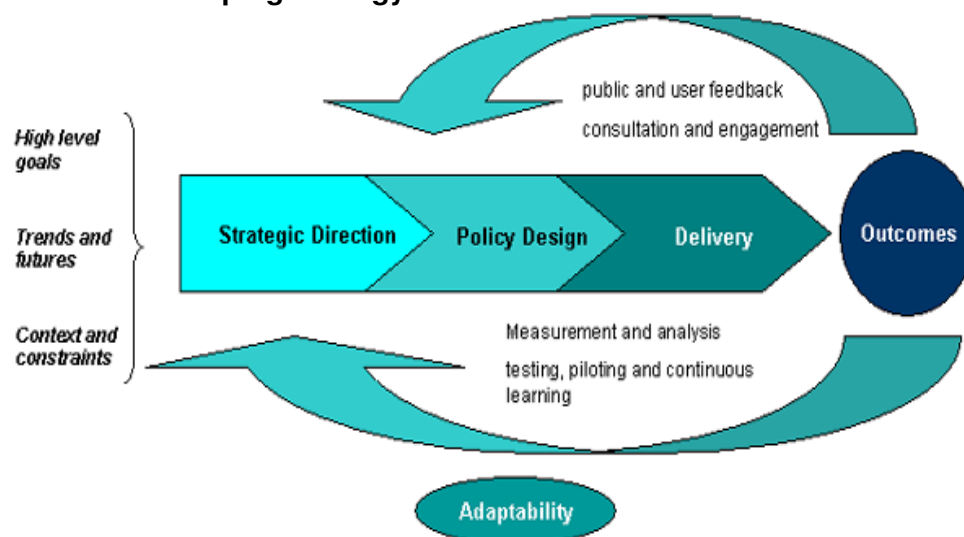 High level
goals
Trends and
futures
Context and
constraints
public and user feedback
consultation and engagement
Strategic Direction
Policy Design
Delivery
Outcomes
Measurement and analysis
testing, piloting and continuous
learning
Adaptability